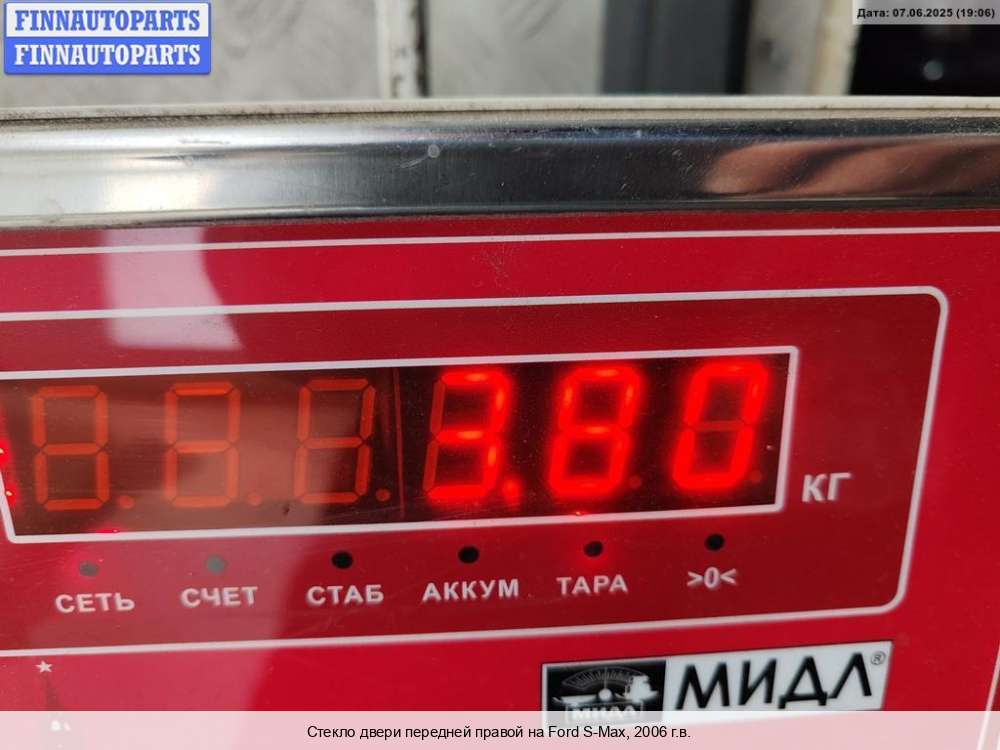 FINNAUTOPARTS
FINNAUTOPARTS
Дата: 07.06.2025 (19:06)
3.80
КГ
СЕТЬ СЧЕТ СТАБ АККУМ ТАРА >0<
МИДЛ®
МИДЛ
Стекло двери передней правой на Ford S-Max, 2006 г.в.